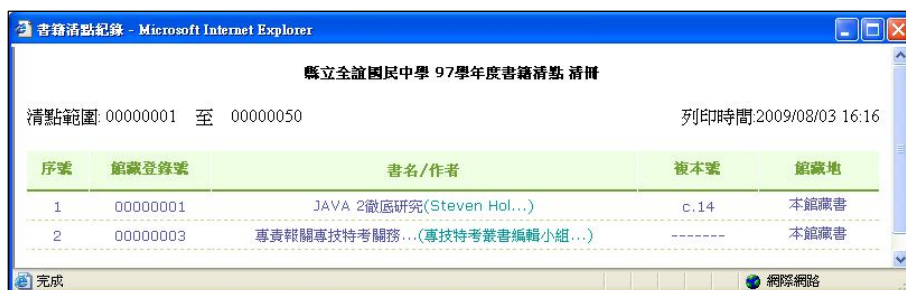 書籍清點紀錄 - Microsoft Internet Explorer
縣立全誼國民中學 97學年度書籍清點 清冊
清點範圍: 00000001 至 00000050 列印時間:2009/08/03 16:16
序號 館藏登錄號 書名/作者 複本號 館藏地
1 00000001 JAVA 2徹底研究(Steven Hol...) c.14 本館藏書
2 00000003 專責報關專技特考關務...(專技特考叢書編輯小組...) ------- 本館藏書
完成 網際網路